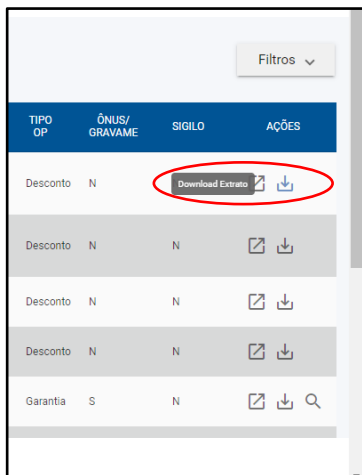 Filtros
TIPO OP ÔNUS/ GRAVAME SIGILO AÇÕES
Desconto N Download Extrato
Desconto N N
Desconto N N
Desconto N N
Garantia S N